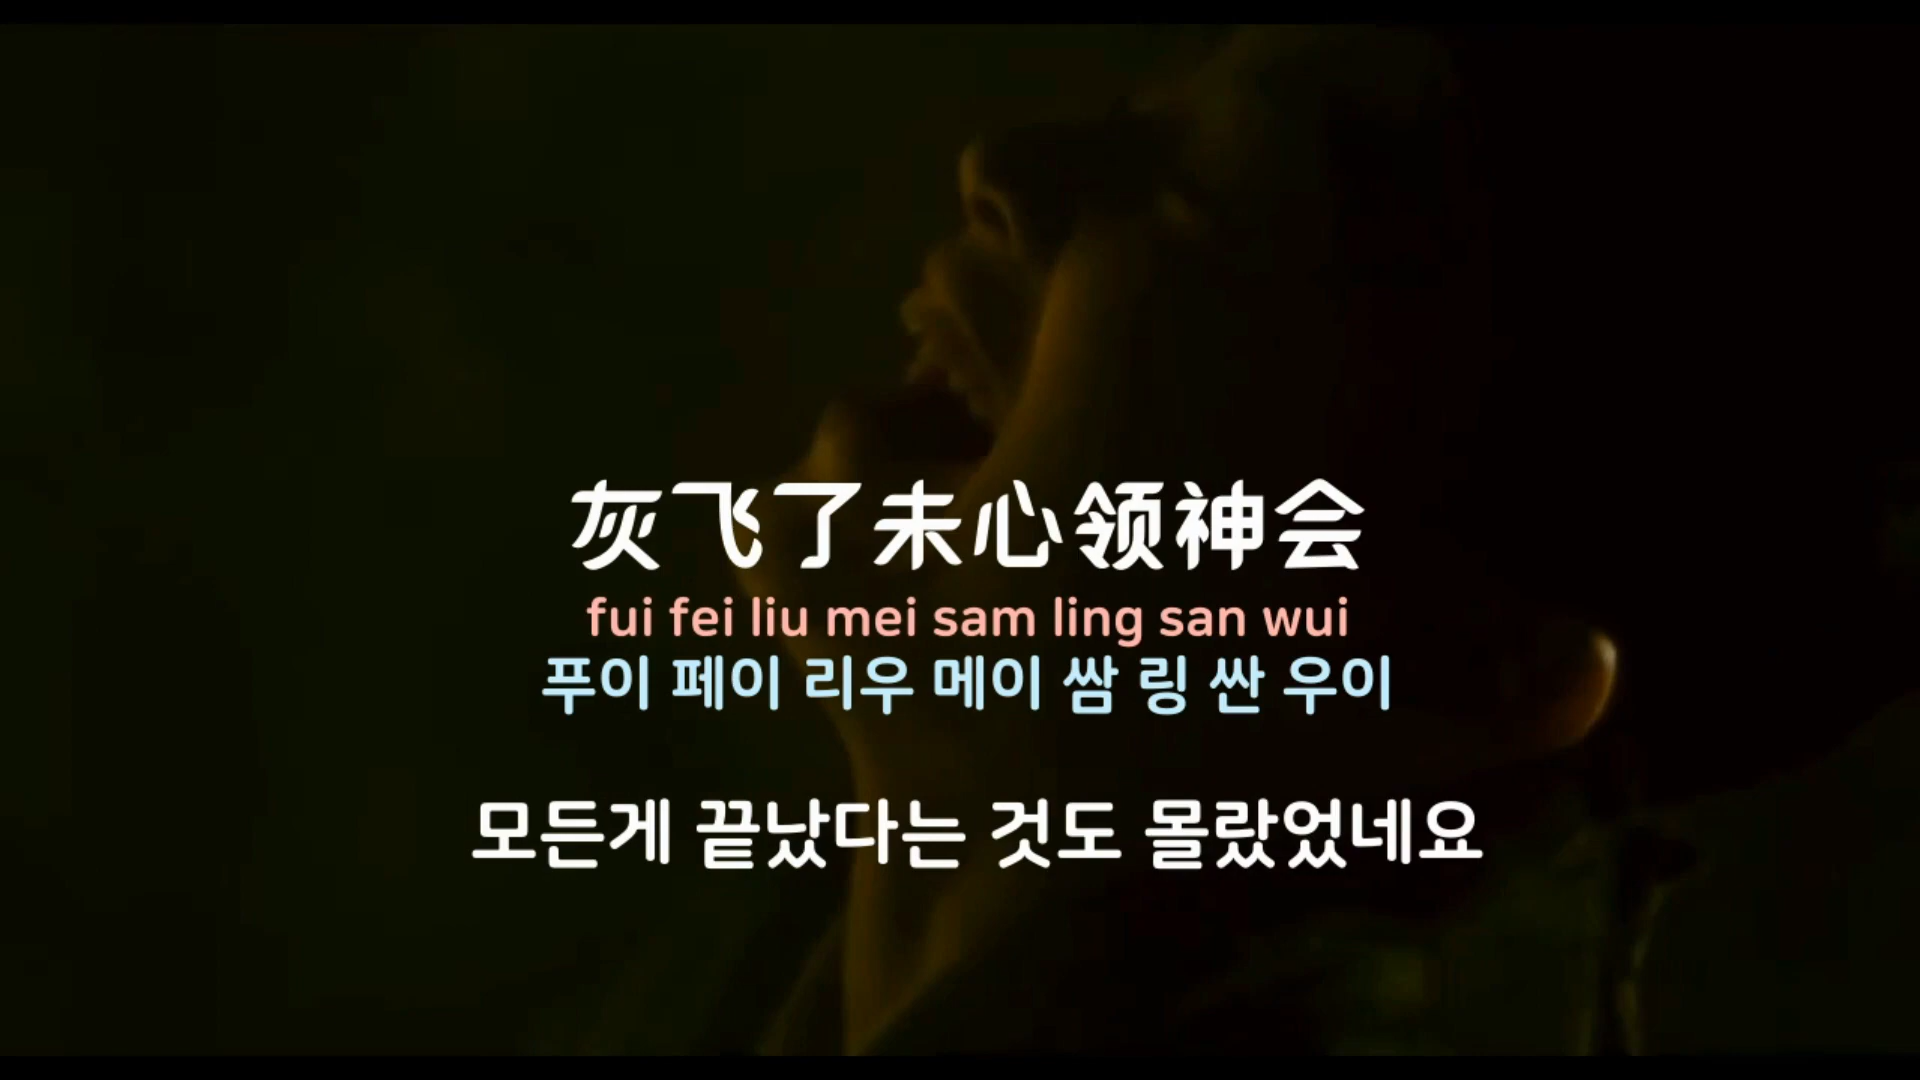 灰飞了未心领神会
fui fei liu mei sam ling san wui
푸이 페이 리우 메이 쌈 링 싼 우이
모든게 끝났다는 것도 몰랐었네요